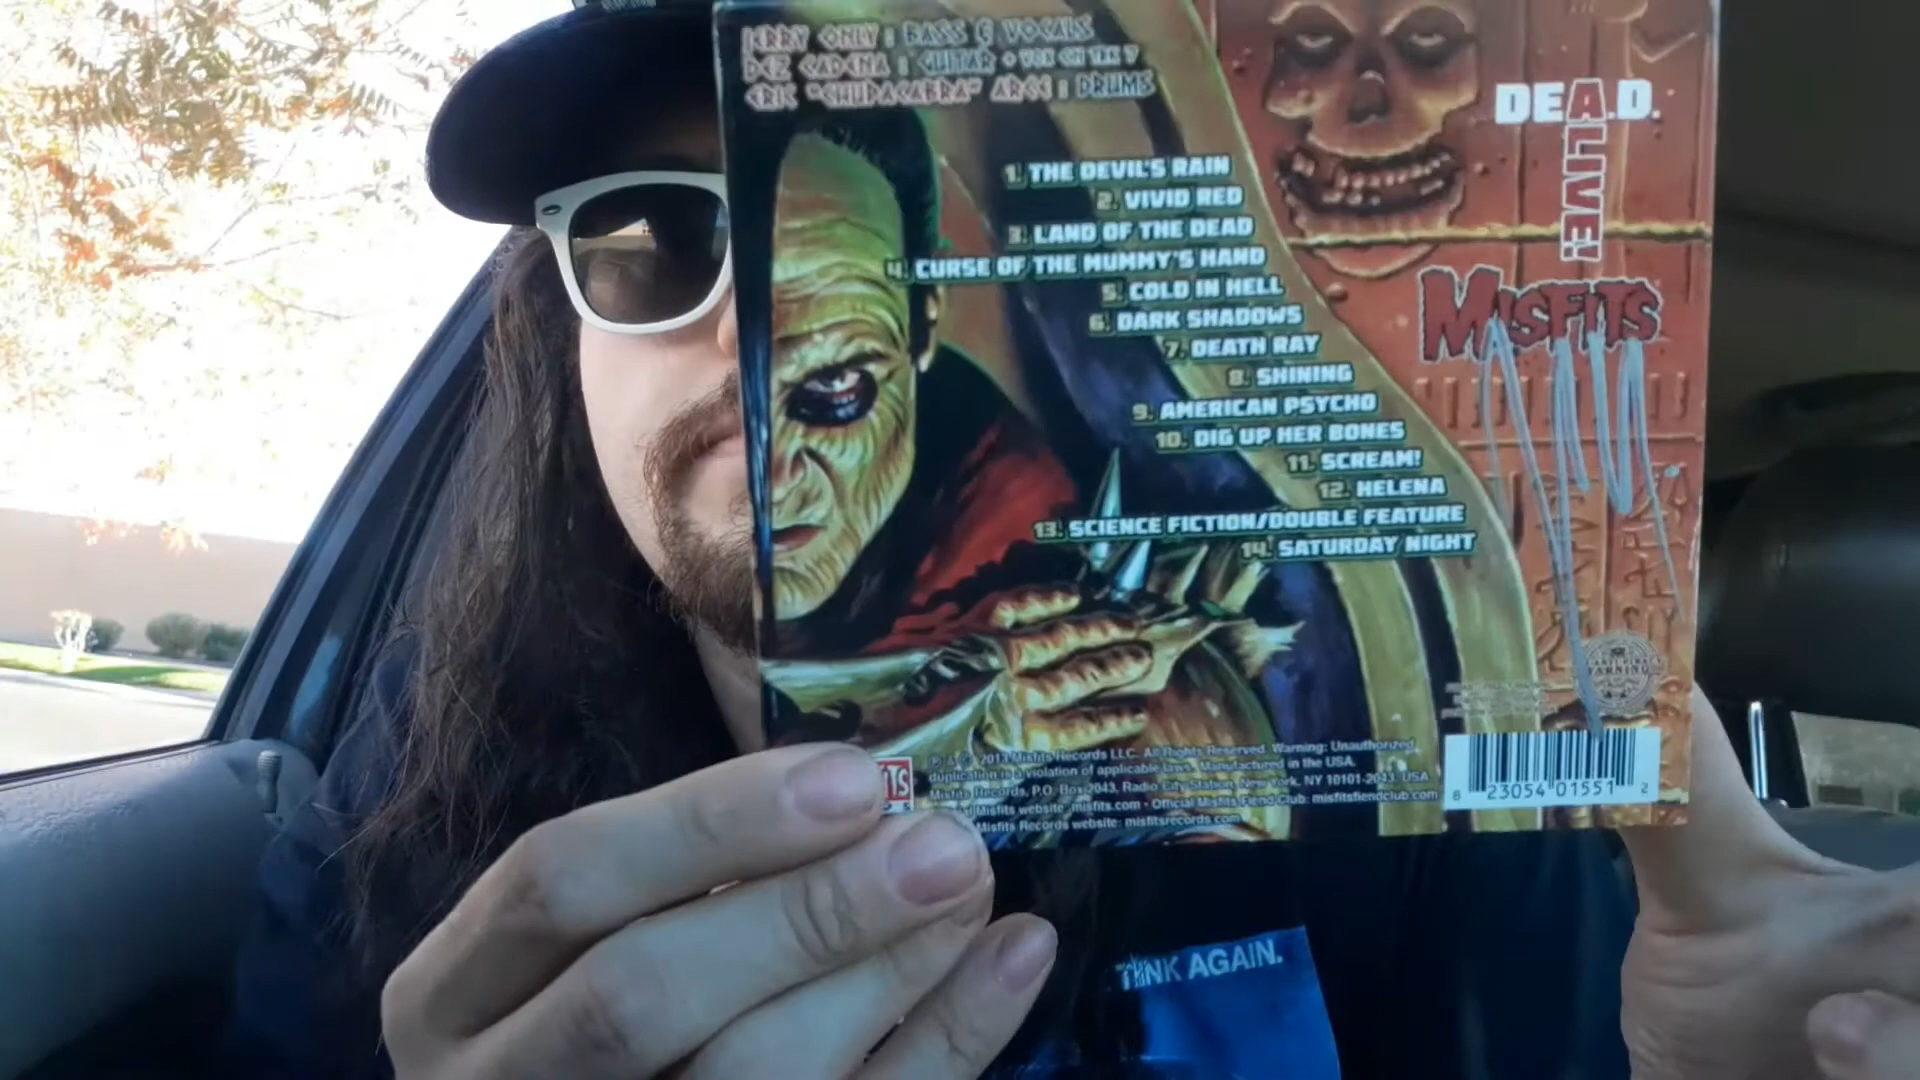 JERRY ONLY : BASS & VOCALS
DEZ CADENA : GUITAR + VOX ON TRK 7
ERIC "CHUPACABRA" ARCE : DRUMS
1. THE DEVIL'S RAIN
2. VIVID RED
3. LAND OF THE DEAD
4. CURSE OF THE MUMMY'S HAND
5. COLD IN HELL
6. DARK SHADOWS
7. DEATH RAY
8. SHINING
9. AMERICAN PSYCHO
10. DIG UP HER BONES
11. SCREAM!
12. HELENA
13. SCIENCE FICTION/DOUBLE FEATURE
14. SATURDAY NIGHT
DEA.D.
ALIVE!
MISFITS
WARNING
℗ & © 2013 Misfits Records LLC. All Rights Reserved. Warning: Unauthorized
duplication is a violation of applicable laws. Manufactured in the USA.
Misfits Records, P.O. Box 2043, Radio City Station, New York, NY 10101-2043 USA
Misfits website: misfits.com • Official Misfits Fiend Club: misfitsfiendclub.com
Misfits Records website: misfitsrecords.com
8 23054 01551 2
THINK AGAIN.